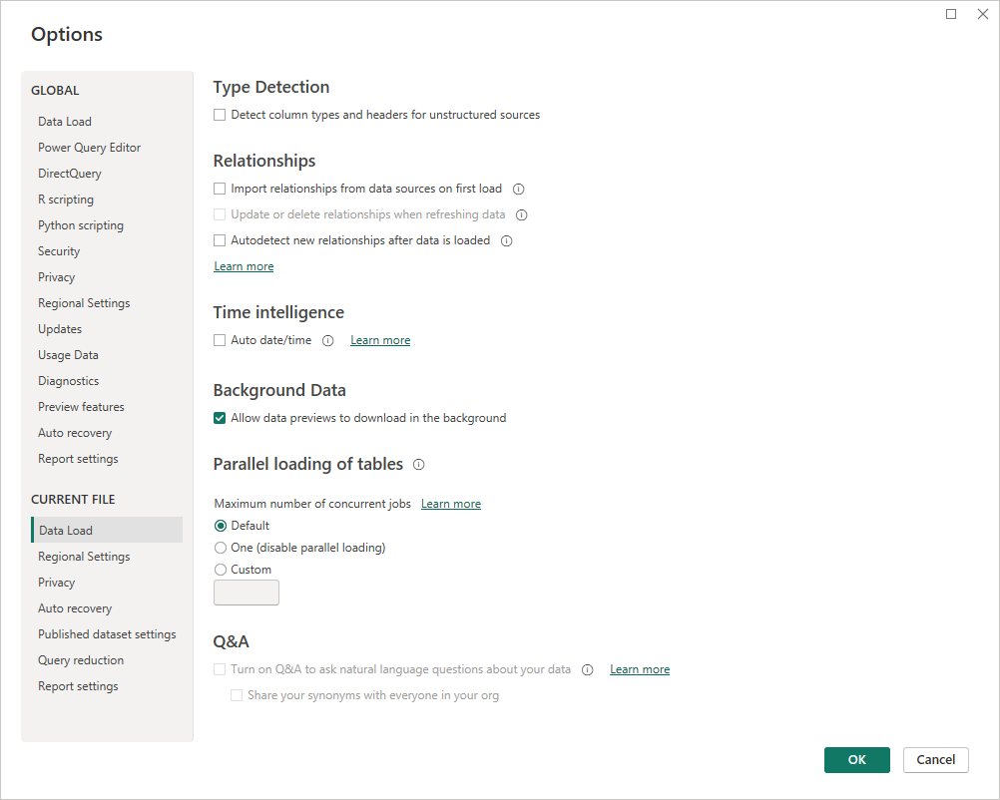 Options
GLOBAL
Data Load
Power Query Editor
DirectQuery
R scripting
Python scripting
Security
Privacy
Regional Settings
Updates
Usage Data
Diagnostics
Preview features
Auto recovery
Report settings
CURRENT FILE
Data Load
Regional Settings
Privacy
Auto recovery
Published dataset settings
Query reduction
Report settings
Type Detection
Detect column types and headers for unstructured sources
Relationships
Import relationships from data sources on first load
Update or delete relationships when refreshing data
Autodetect new relationships after data is loaded
Learn more
Time intelligence
Auto date/time Learn more
Background Data
Allow data previews to download in the background
Parallel loading of tables
Maximum number of concurrent jobs Learn more
Default
One (disable parallel loading)
Custom
Q&A
Turn on Q&A to ask natural language questions about your data Learn more
Share your synonyms with everyone in your org
OK Cancel